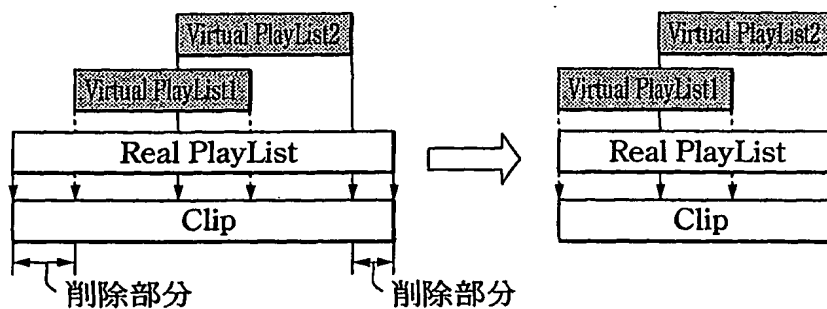 Virtual PlayList2
Virtual PlayList1
Real PlayList
Clip
削除部分
削除部分
Virtual PlayList2
Virtual PlayList1
Real PlayList
Clip